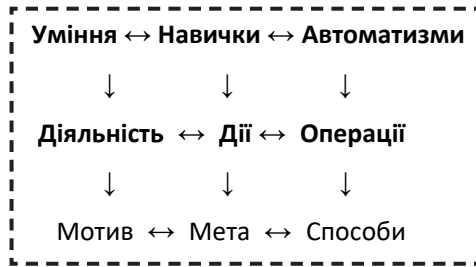 Уміння ↔ Навички ↔ Автоматизми
↓ ↓ ↓
Діяльність ↔ Дії ↔ Операції
↓ ↓ ↓
Мотив ↔ Мета ↔ Способи